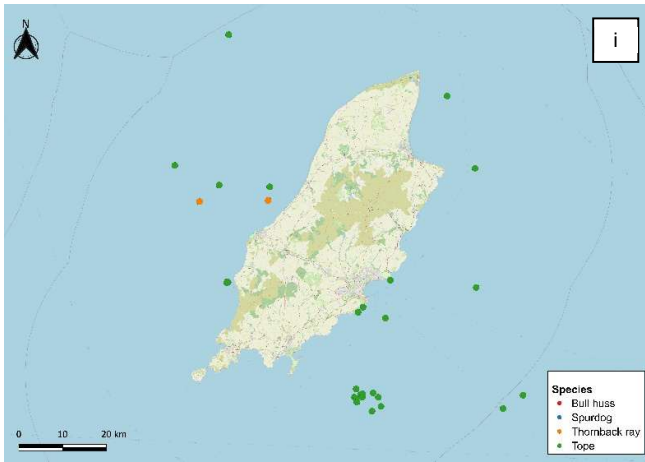 N
i
Species
Bull huss
Spurdog
Thornback ray
Tope
0 10 20 km